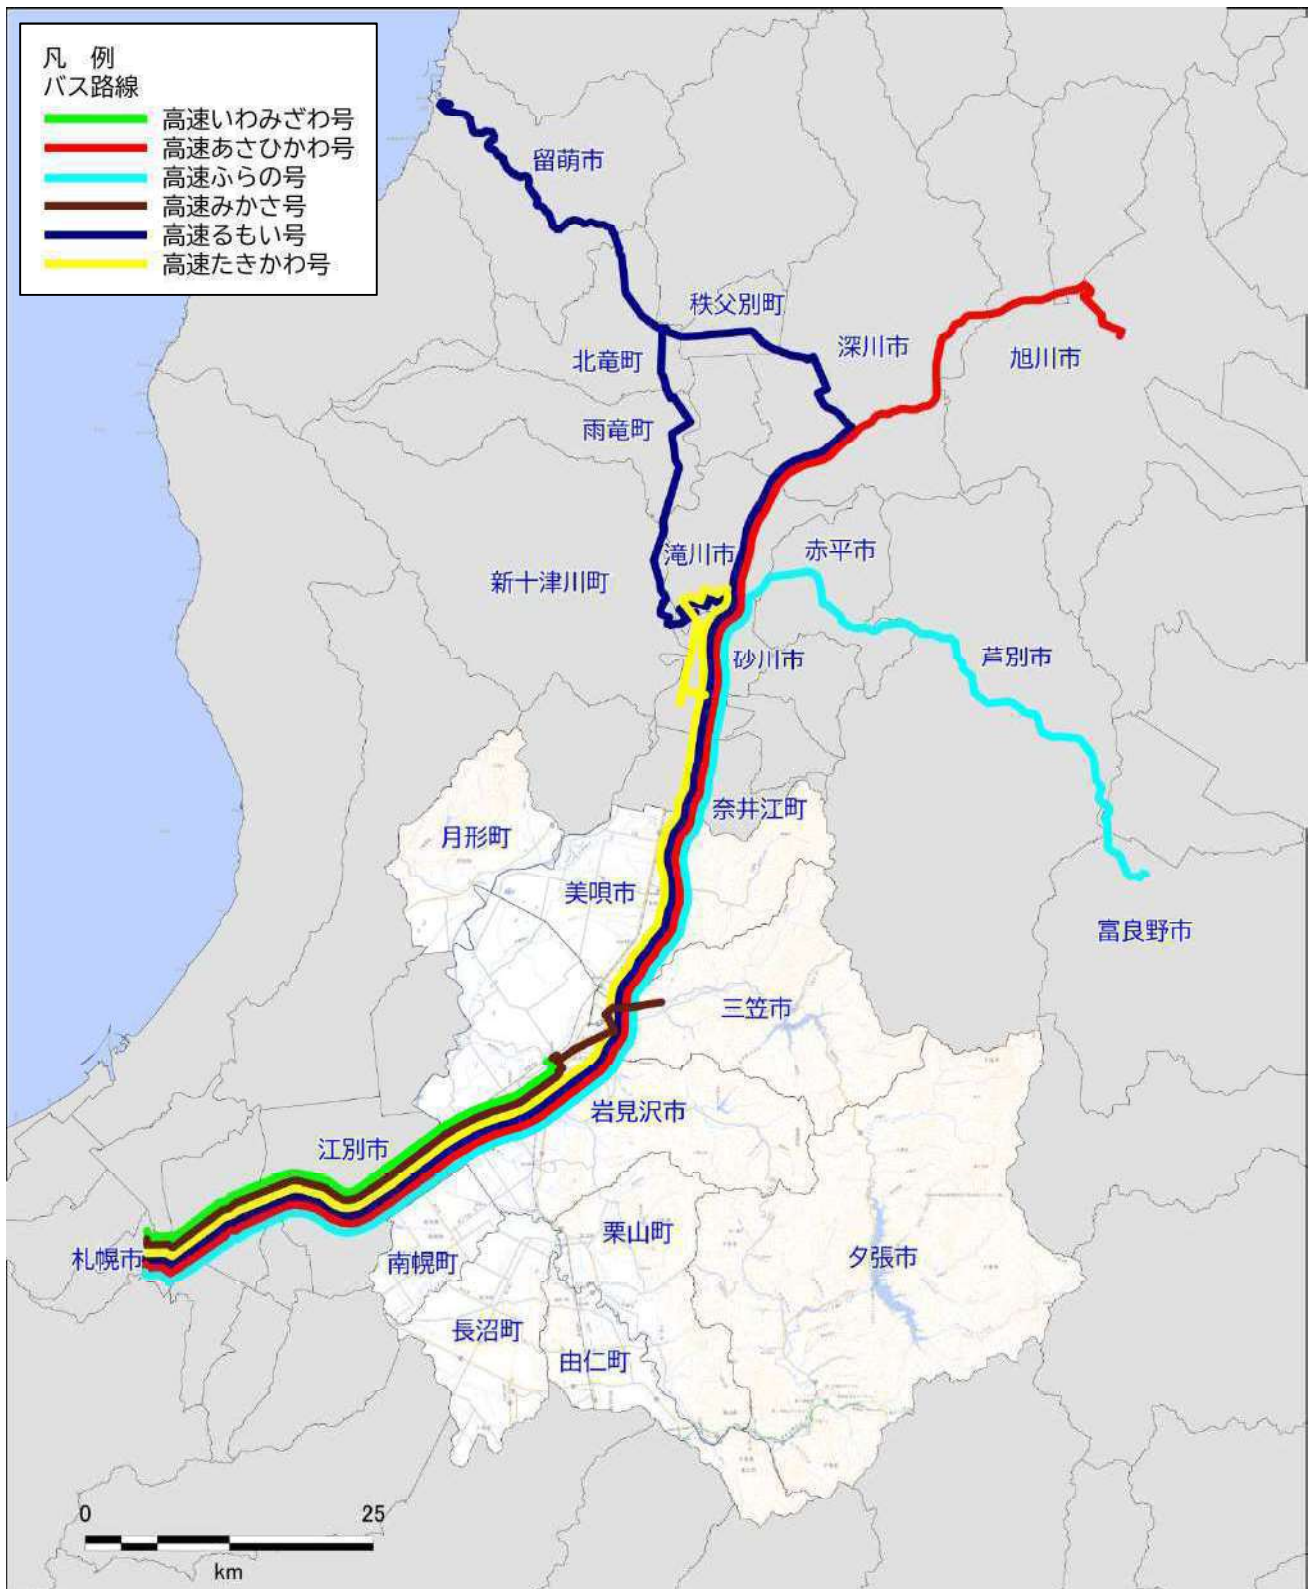 凡 例
バス路線
高速いわみざわ号
高速あさひかわ号
高速ふらの号
高速みかさ号
高速るもい号
高速たきかわ号
留萌市
秩父別町
深川市
旭川市
北竜町
雨竜町
滝川市
赤平市
新十津川町
砂川市
芦別市
奈井江町
月形町
美唄市
富良野市
三笠市
岩見沢市
江別市
栗山町
夕張市
札幌市
南幌町
長沼町
由仁町
0 25
km